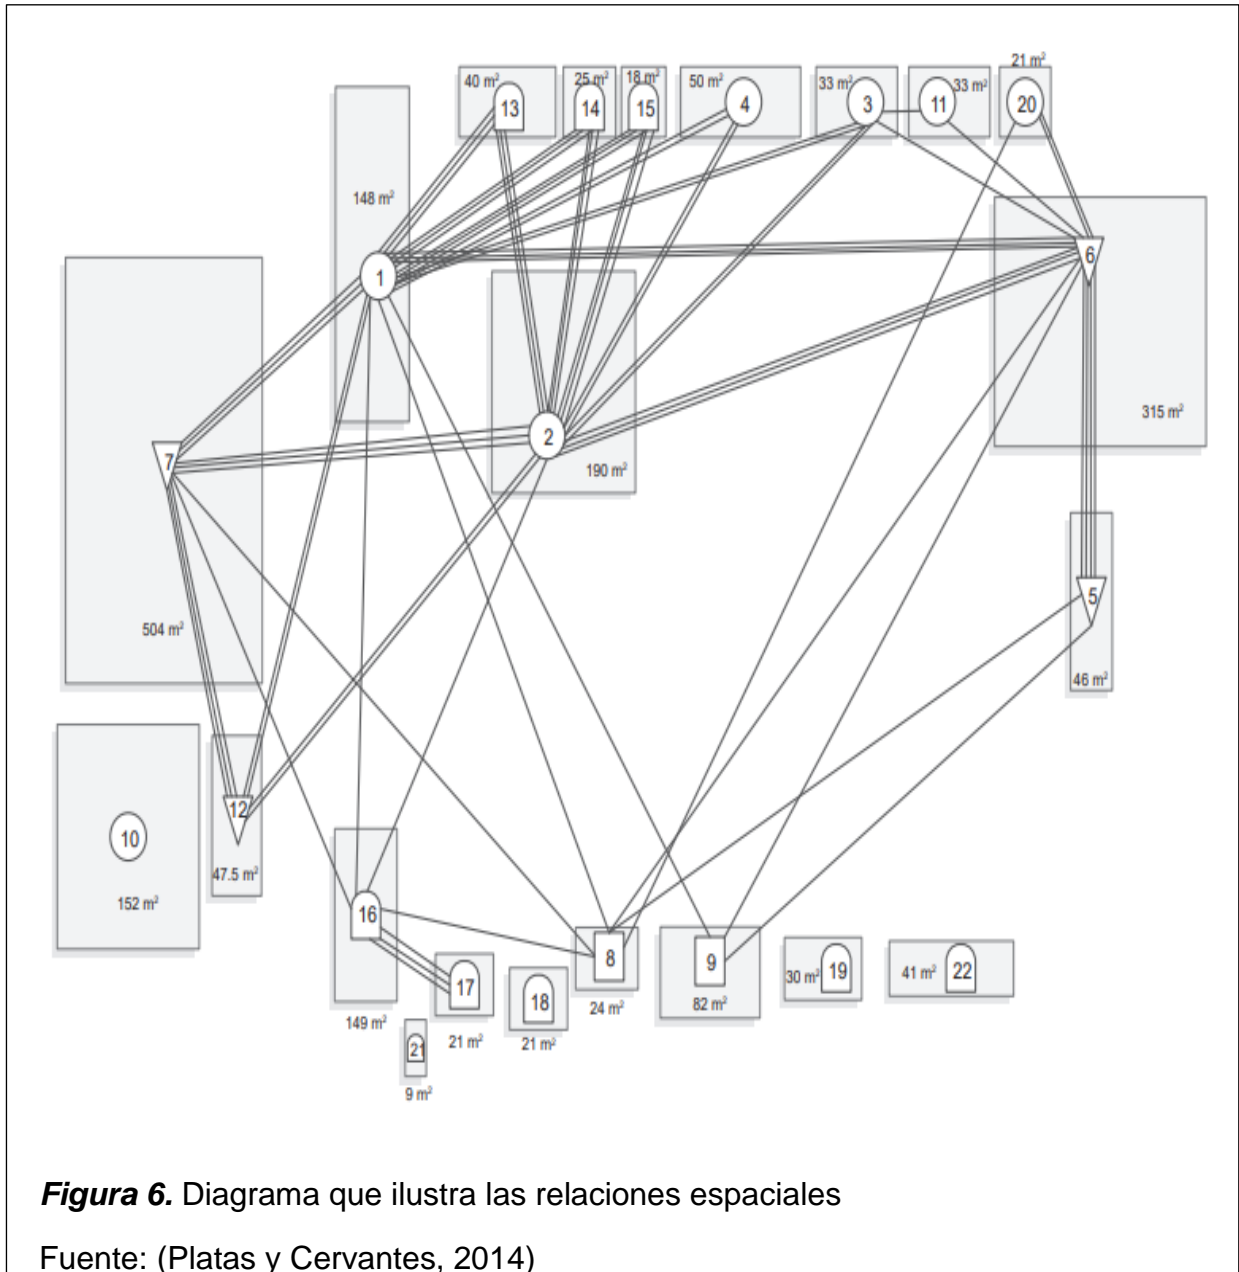 21 m²
40 m²
25 m²
18 m²
50 m²
33 m²
33 m²
13
14
15
4
3
11
20
148 m²
1
6
315 m²
2
190 m²
7
504 m²
5
46 m²
12
47.5 m²
10
152 m²
16
149 m²
17
21 m²
18
21 m²
8
24 m²
9
82 m²
30 m²
19
41 m²
22
21
9 m²
Figura 6. Diagrama que ilustra las relaciones espaciales
Fuente: (Platas y Cervantes, 2014)